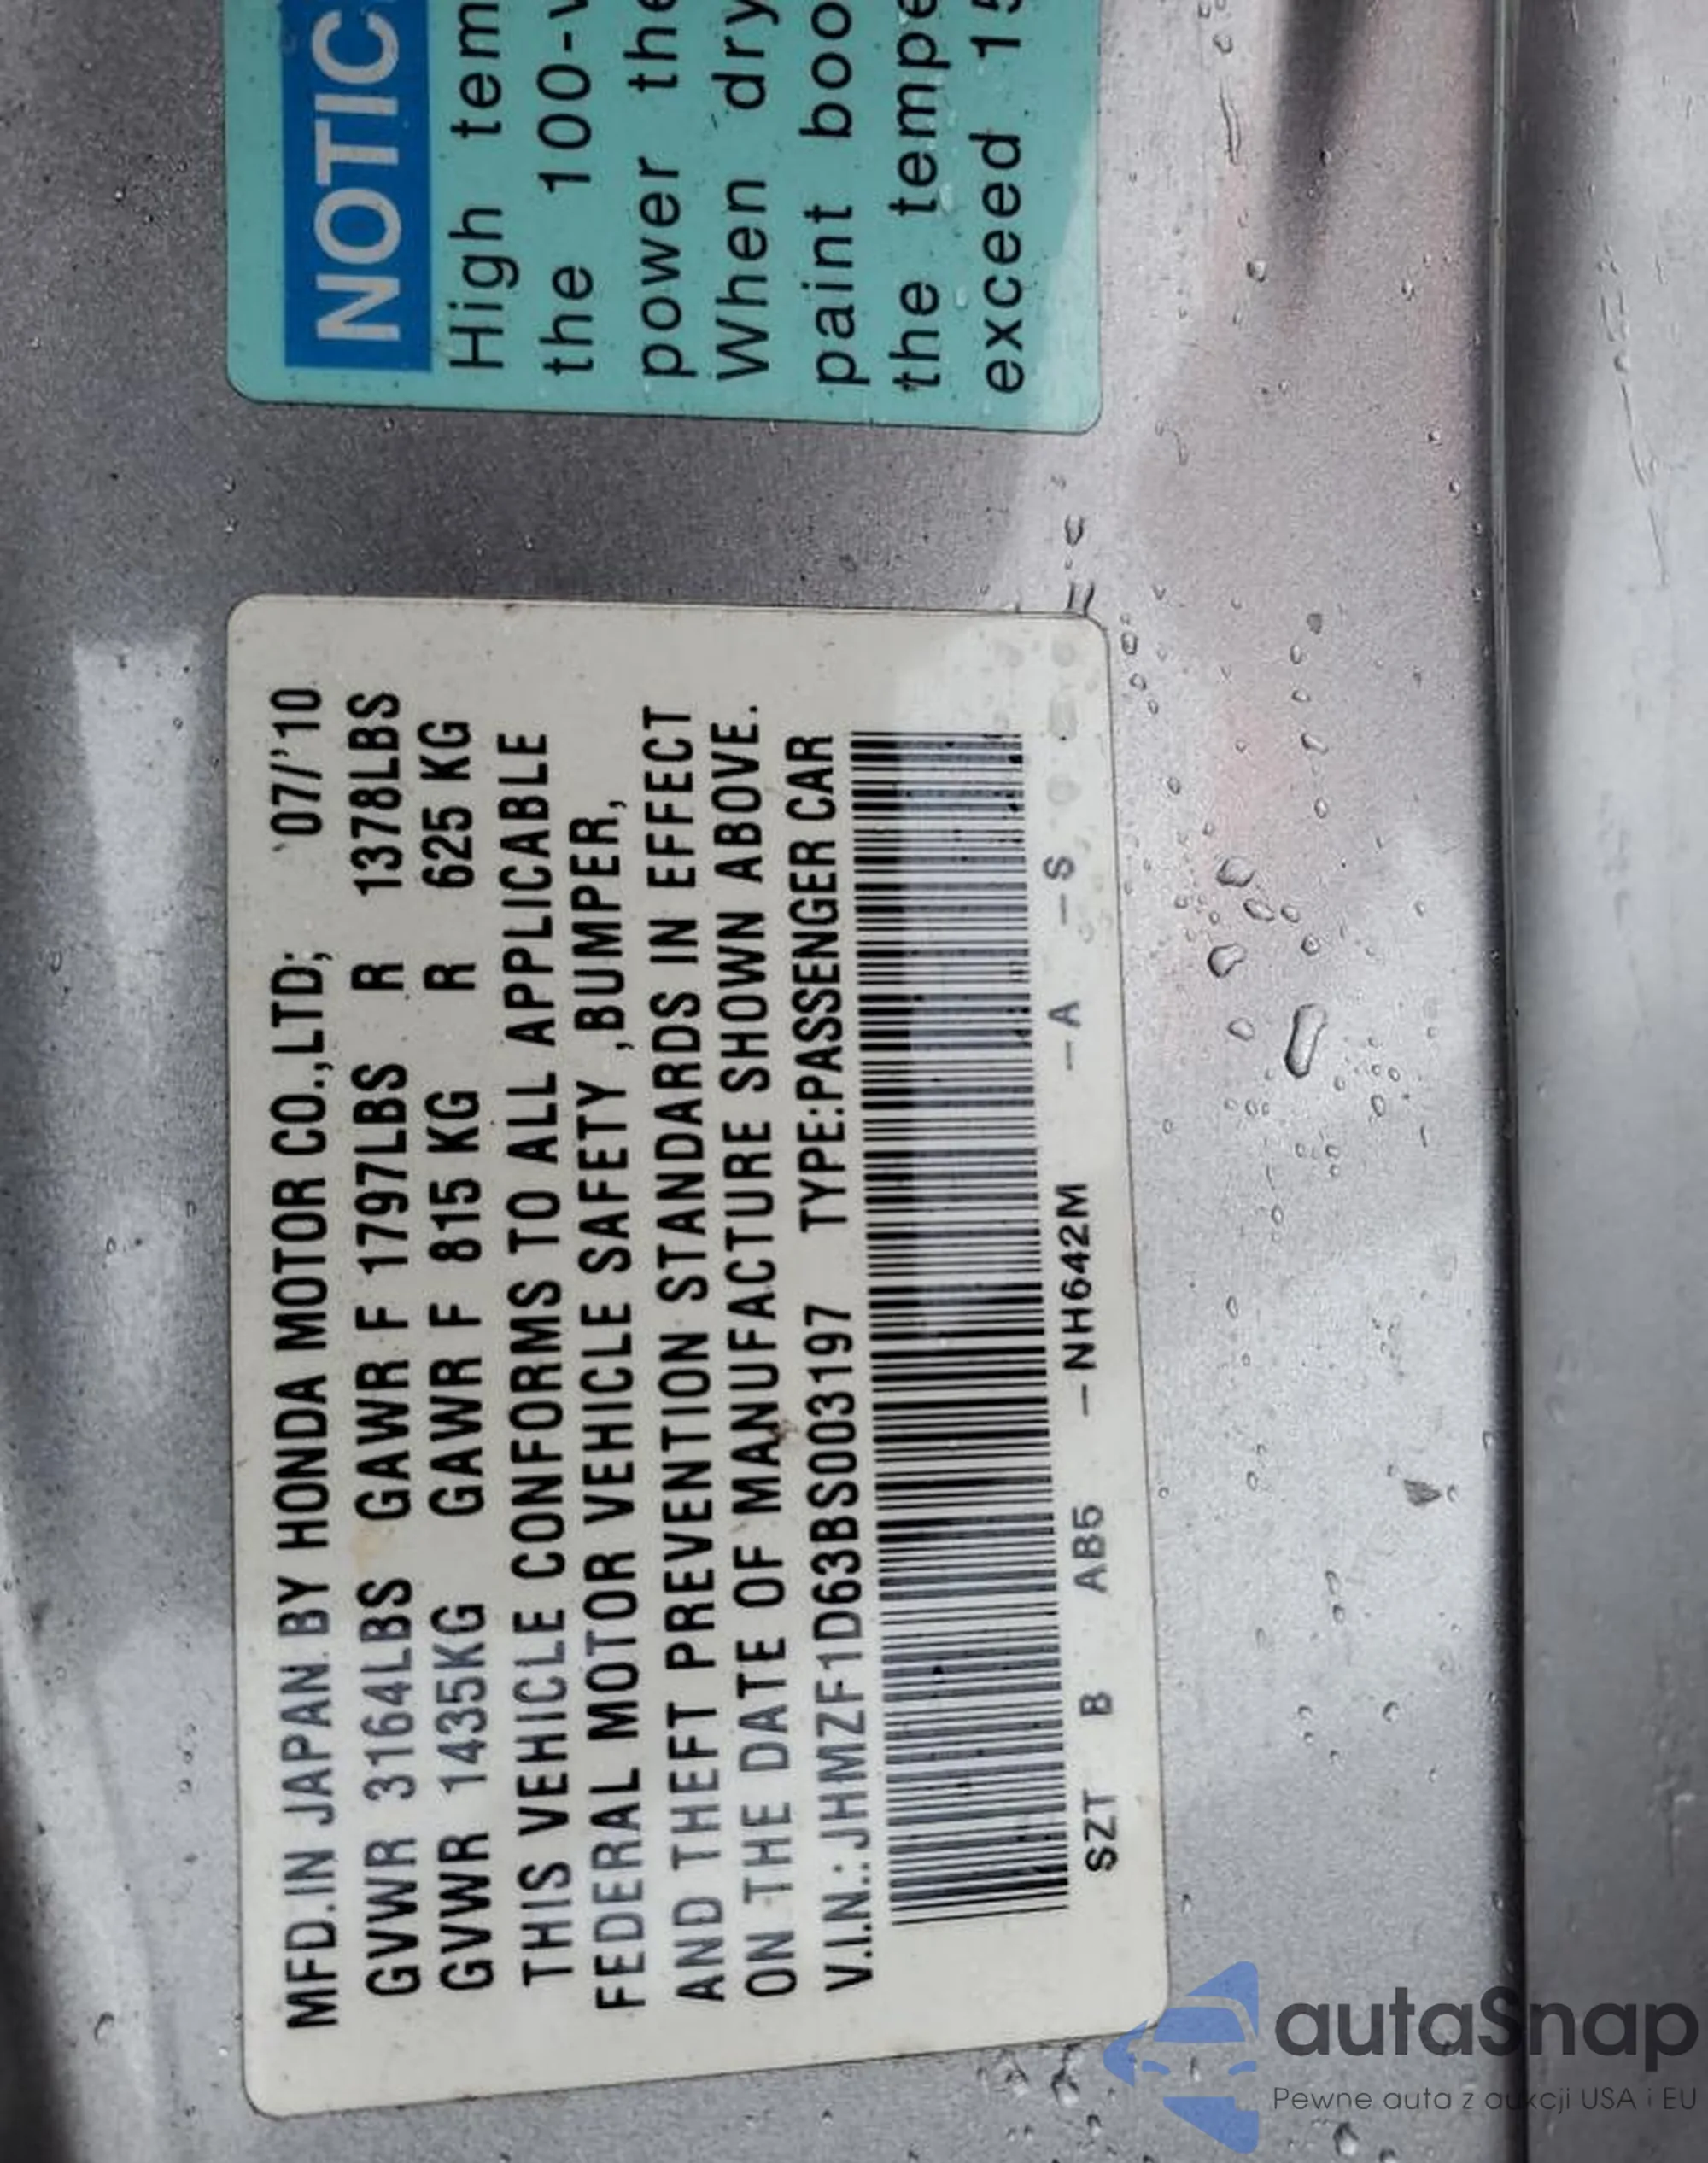 MFD.IN JAPAN BY HONDA MOTOR CO.,LTD; 07/'10
GVWR 3164LBS GAWR F 1797LBS R 1378LBS
GVWR 1435KG GAWR F 815 KG R 625 KG
THIS VEHICLE CONFORMS TO ALL APPLICABLE
FEDERAL MOTOR VEHICLE SAFETY ,BUMPER,
AND THEFT PREVENTION STANDARDS IN EFFECT
ON THE DATE OF MANUFACTURE SHOWN ABOVE.
V.I.N.: JHMZF1D63BS003197 TYPE:PASSENGER CAR
SZT B AB5 –NH642M –A –S
NOTIC
High tem
the 100-
power the
When dry
paint boo
the tempe
exceed 15
autaSnap
Pewne auta z aukcji USA i EU